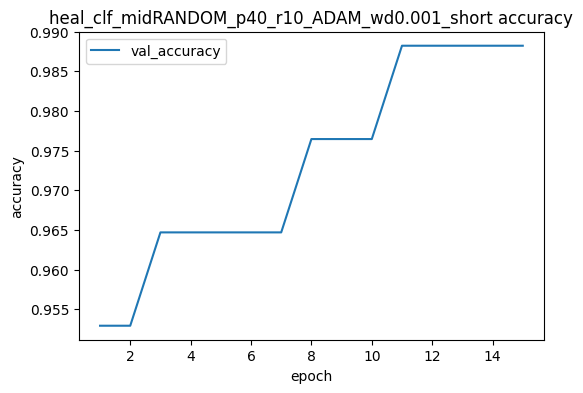 heal_clf_midRANDOM_p40_r10_ADAM_wd0.001_short accuracy
val_accuracy
0.990
0.985
0.980
0.975
0.970
0.965
0.960
0.955
accuracy
2 4 6 8 10 12 14
epoch